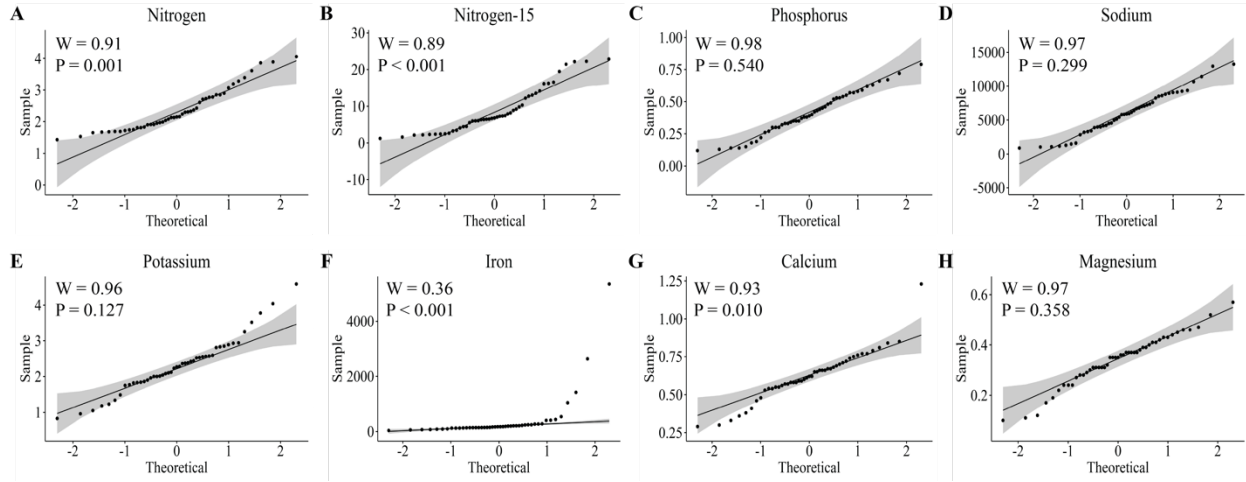 A Nitrogen
W = 0.91
P = 0.001
Sample
4
3
2
1
0
-2 -1 0 1 2
Theoretical
B Nitrogen-15
W = 0.89
P < 0.001
Sample
30
20
10
0
-10
-2 -1 0 1 2
Theoretical
C Phosphorus
W = 0.98
P = 0.540
Sample
1.00
0.75
0.50
0.25
0.00
-2 -1 0 1 2
Theoretical
D Sodium
W = 0.97
P = 0.299
Sample
15000
10000
5000
0
-5000
-2 -1 0 1 2
Theoretical
E Potassium
W = 0.96
P = 0.127
Sample
4
3
2
1
-2 -1 0 1 2
Theoretical
F Iron
W = 0.36
P < 0.001
Sample
4000
2000
0
-2 -1 0 1 2
Theoretical
G Calcium
W = 0.93
P = 0.010
Sample
1.25
1.00
0.75
0.50
0.25
-2 -1 0 1 2
Theoretical
H Magnesium
W = 0.97
P = 0.358
Sample
0.6
0.4
0.2
-2 -1 0 1 2
Theoretical